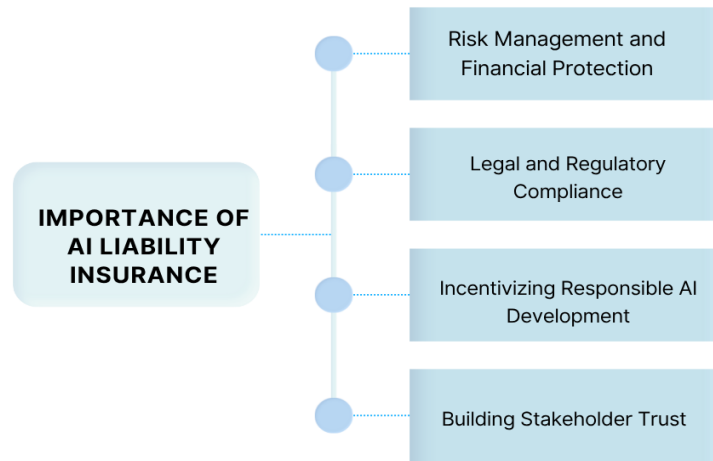 IMPORTANCE OF
AI LIABILITY
INSURANCE
Risk Management and
Financial Protection
Legal and Regulatory
Compliance
Incentivizing Responsible AI
Development
Building Stakeholder Trust